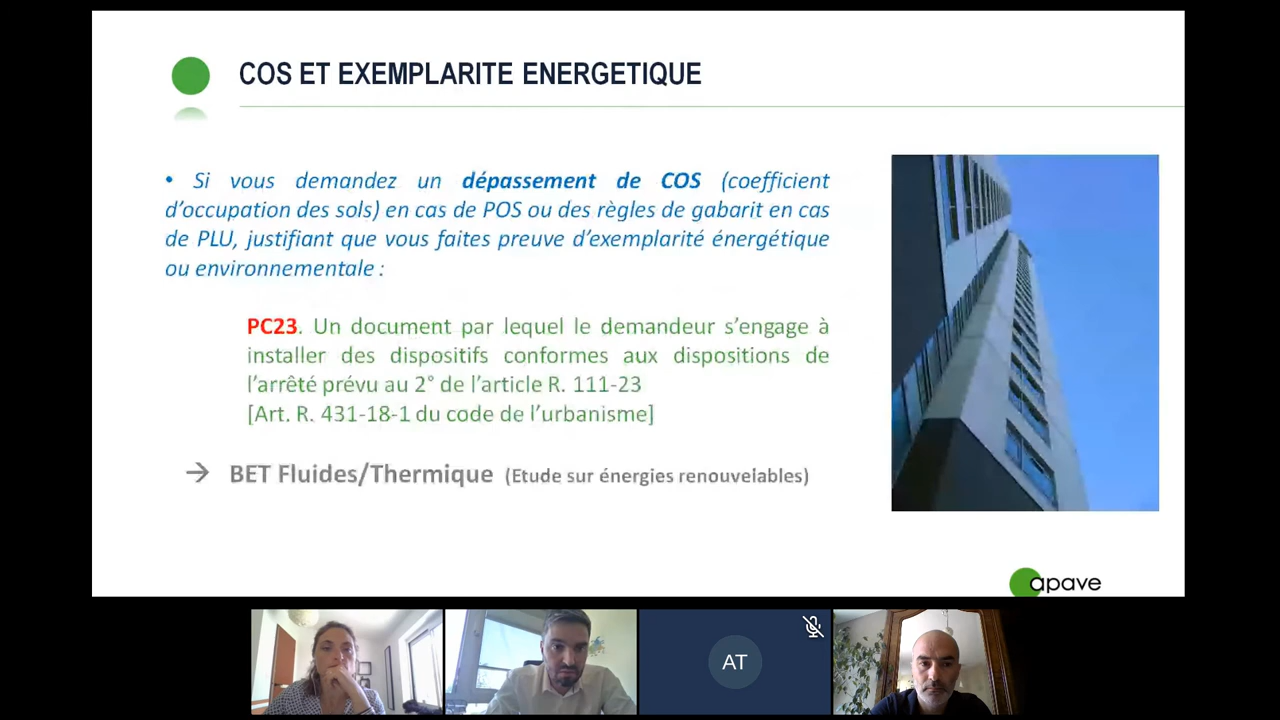 COS ET EXEMPLARITE ENERGETIQUE
• Si vous demandez un dépassement de COS (coefficient
d’occupation des sols) en cas de POS ou des règles de gabarit en cas
de PLU, justifiant que vous faites preuve d’exemplarité énergétique
ou environnementale :
PC23. Un document par lequel le demandeur s’engage à
installer des dispositifs conformes aux dispositions de
l’arrêté prévu au 2° de l’article R. 111-23
[Art. R. 431-18-1 du code de l’urbanisme]
→ BET Fluides/Thermique (Etude sur énergies renouvelables)
apave
AT